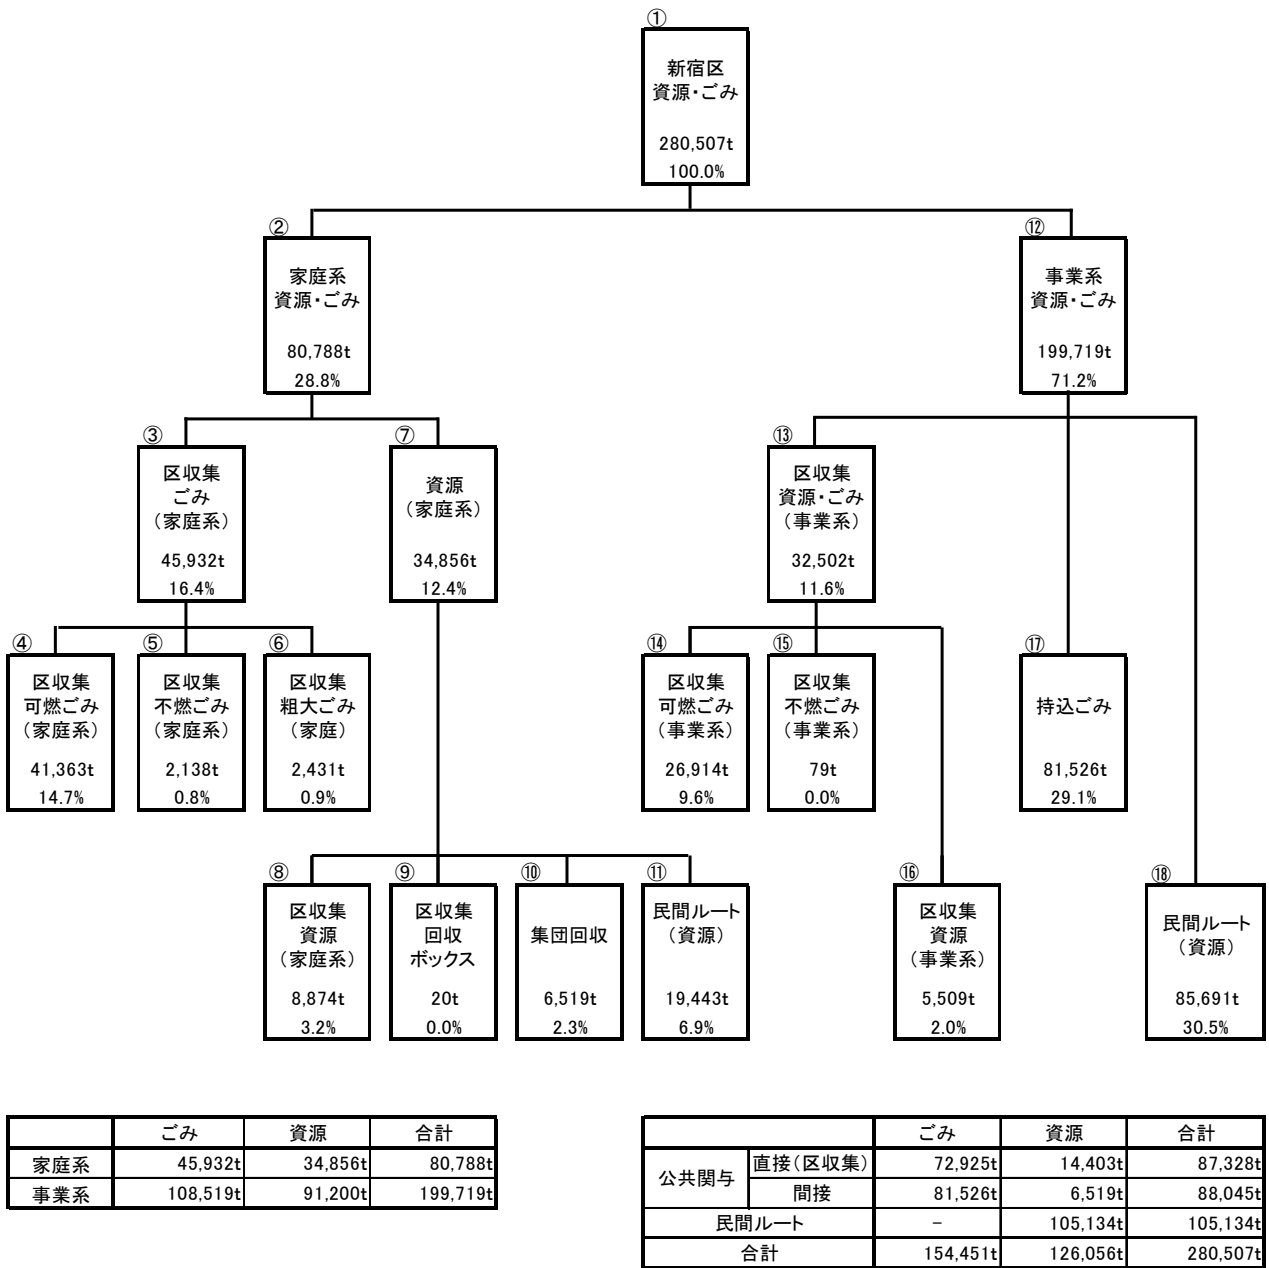 ①
新宿区
資源・ごみ
280,507t
100.0%
②
家庭系
資源・ごみ
80,788t
28.8%
⑫
事業系
資源・ごみ
199,719t
71.2%
③
区収集
ごみ
（家庭系）
45,932t
16.4%
⑦
資源
（家庭系）
34,856t
12.4%
⑬
区収集
資源・ごみ
（事業系）
32,502t
11.6%
④
区収集
可燃ごみ
（家庭系）
41,363t
14.7%
⑤
区収集
不燃ごみ
（家庭系）
2,138t
0.8%
⑥
区収集
粗大ごみ
（家庭）
2,431t
0.9%
⑭
区収集
可燃ごみ
（事業系）
26,914t
9.6%
⑮
区収集
不燃ごみ
（事業系）
79t
0.0%
⑰
持込ごみ
81,526t
29.1%
⑧
区収集
資源
（家庭系）
8,874t
3.2%
⑨
区収集
回収
ボックス
20t
0.0%
⑩
集団回収
6,519t
2.3%
⑪
民間ルート
（資源）
19,443t
6.9%
⑯
区収集
資源
（事業系）
5,509t
2.0%
⑱
民間ルート
（資源）
85,691t
30.5%
ごみ 資源 合計
家庭系 45,932t 34,856t 80,788t
事業系 108,519t 91,200t 199,719t
ごみ 資源 合計
公共関与 直接（区収集） 72,925t 14,403t 87,328t
間接 81,526t 6,519t 88,045t
民間ルート － 105,134t 105,134t
合計 154,451t 126,056t 280,507t